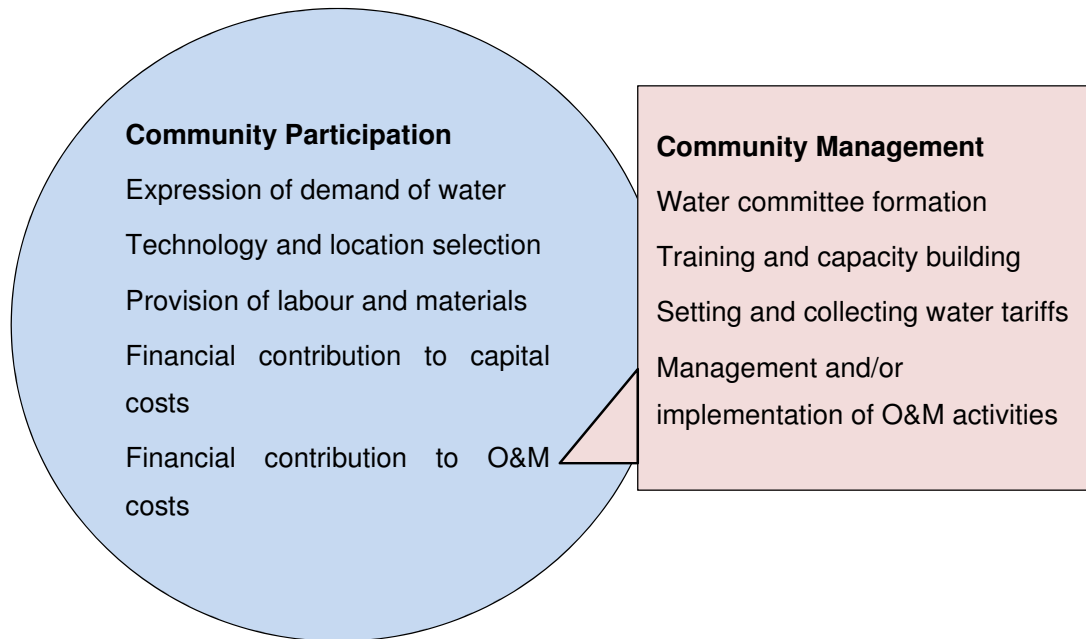 Community Participation
Expression of demand of water
Technology and location selection
Provision of labour and materials
Financial contribution to capital
costs
Financial contribution to O&M
costs
Community Management
Water committee formation
Training and capacity building
Setting and collecting water tariffs
Management and/or
implementation of O&M activities